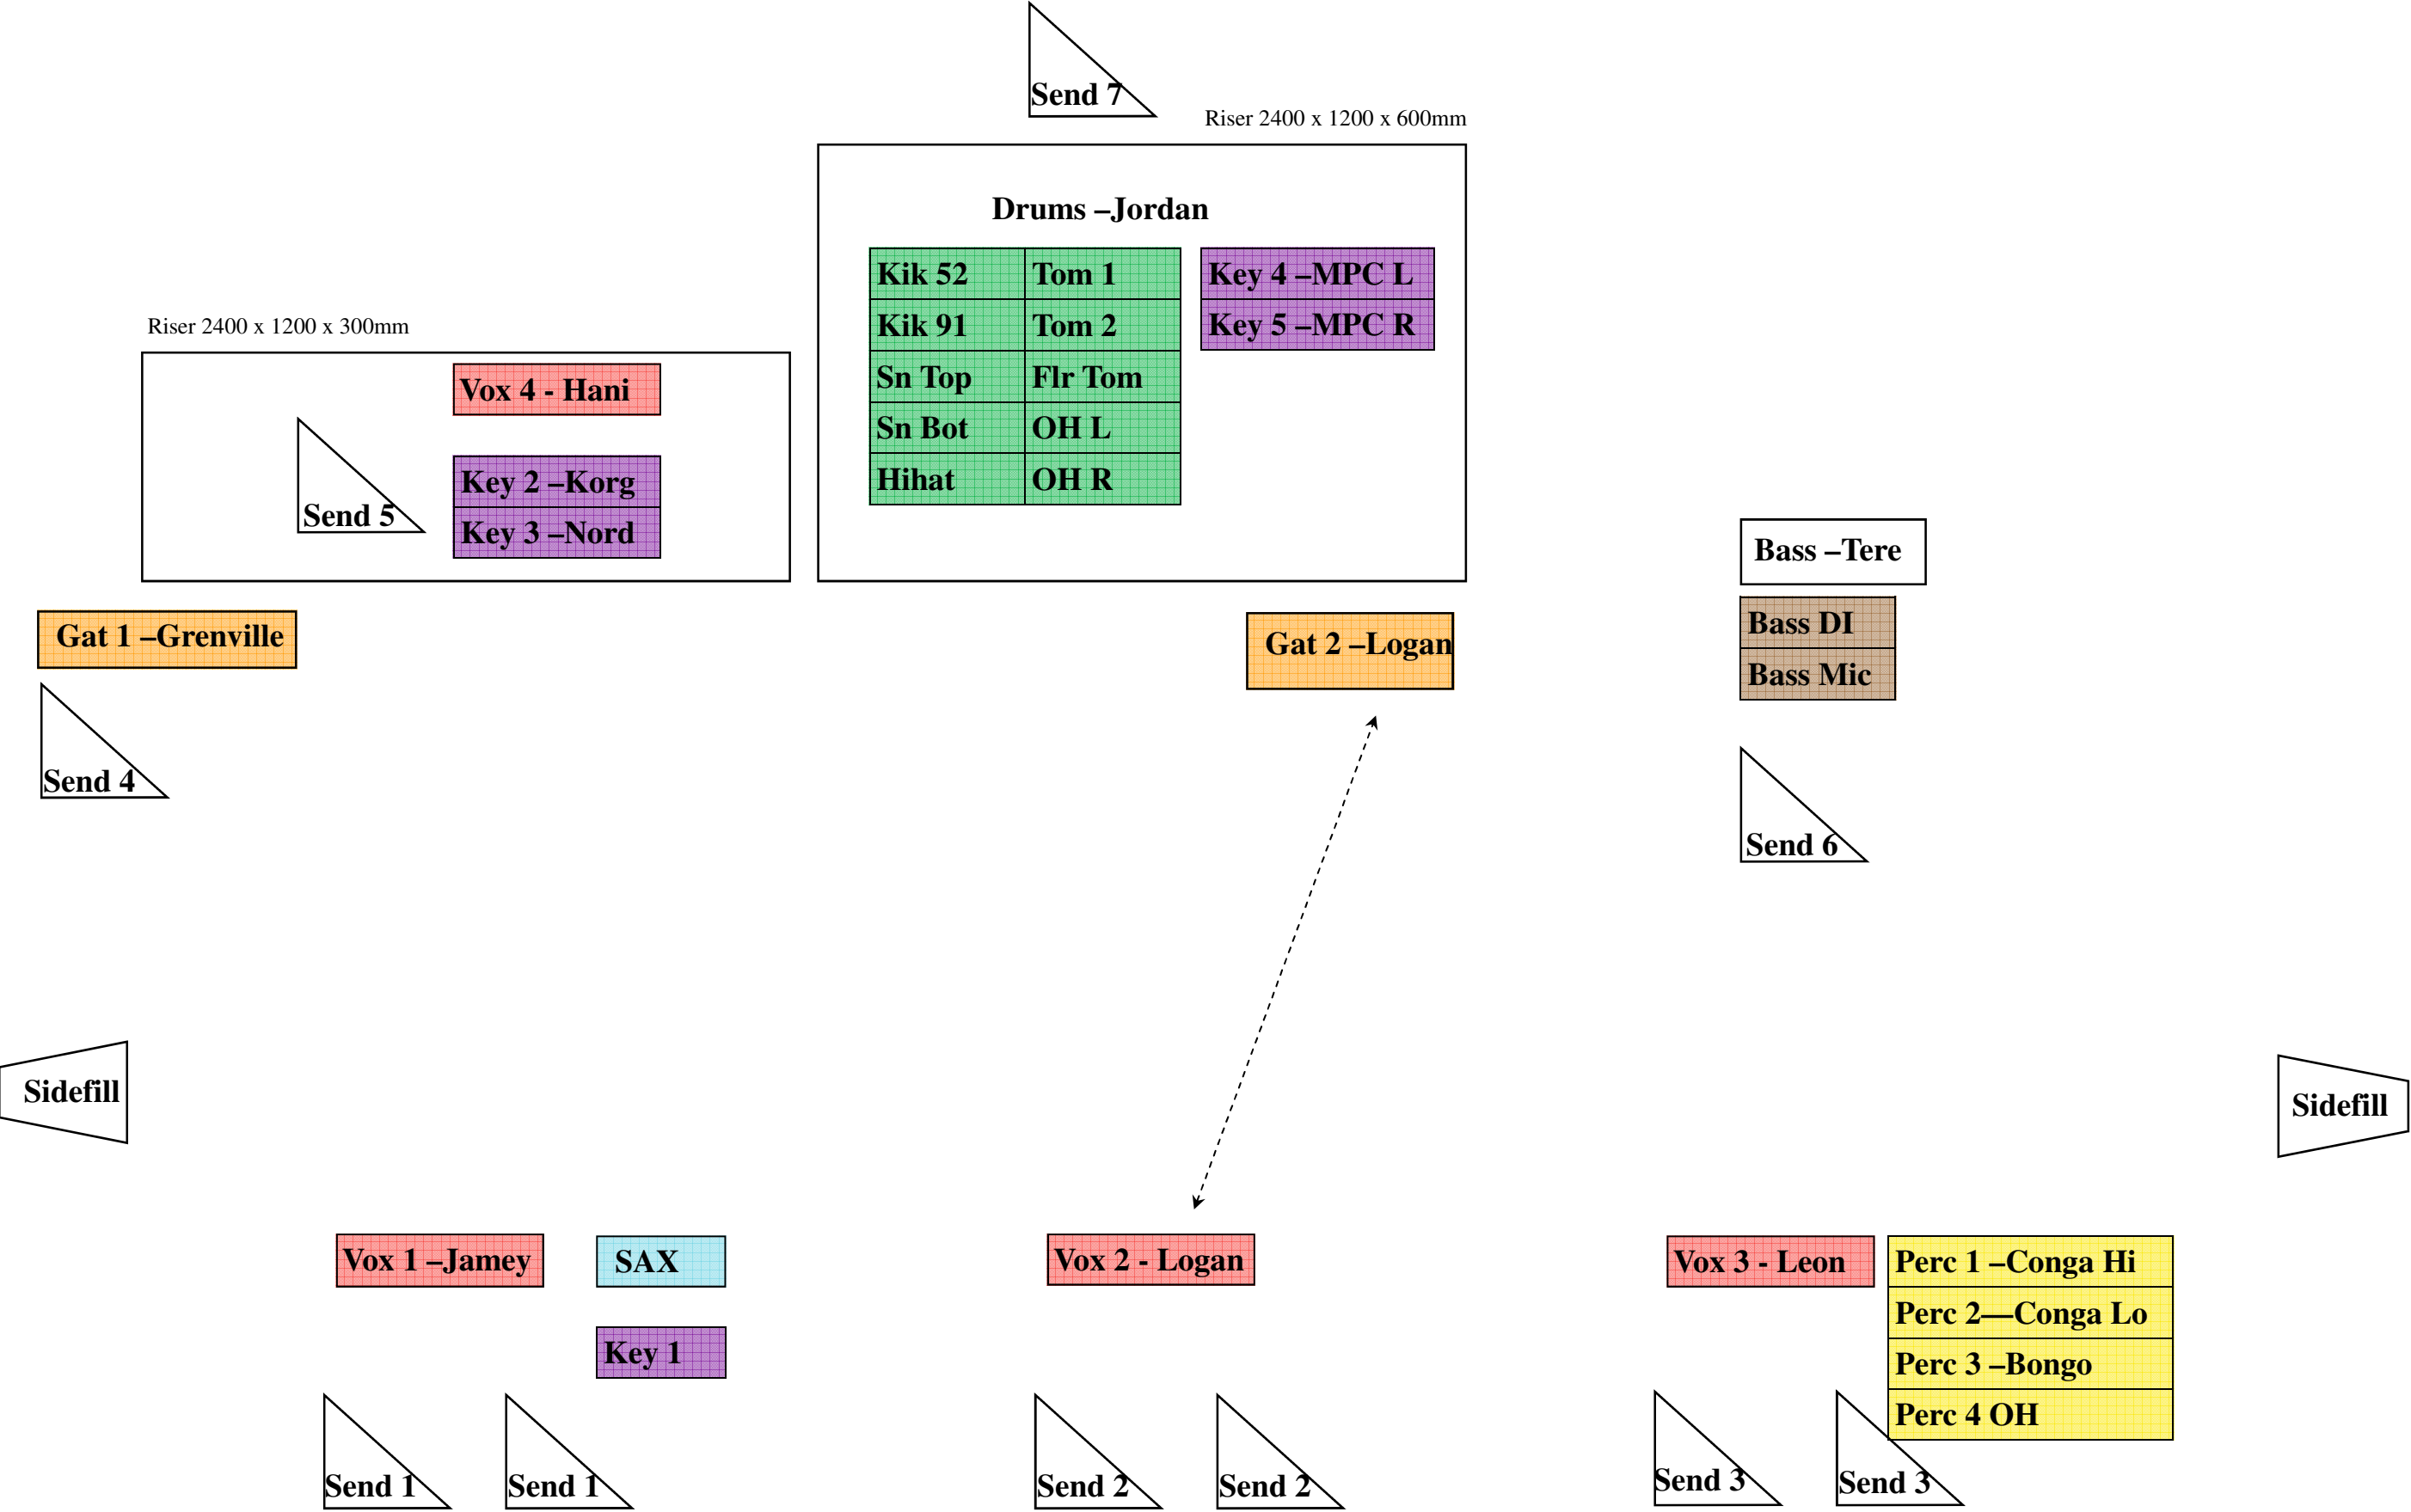 Send 7
Riser 2400 x 1200 x 600mm
Drums –Jordan
Kik 52 Tom 1 Key 4 –MPC L
Kik 91 Tom 2 Key 5 –MPC R
Sn Top Flr Tom
Sn Bot OH L
Hihat OH R
Riser 2400 x 1200 x 300mm
Vox 4 - Hani
Key 2 –Korg
Key 3 –Nord
Send 5
Bass –Tere
Bass DI
Bass Mic
Gat 1 –Grenville
Gat 2 –Logan
Send 4
Send 6
Sidefill
Sidefill
Vox 1 –Jamey
SAX
Key 1
Vox 2 - Logan
Vox 3 - Leon
Perc 1 –Conga Hi
Perc 2—Conga Lo
Perc 3 –Bongo
Perc 4 OH
Send 1
Send 1
Send 2
Send 2
Send 3
Send 3